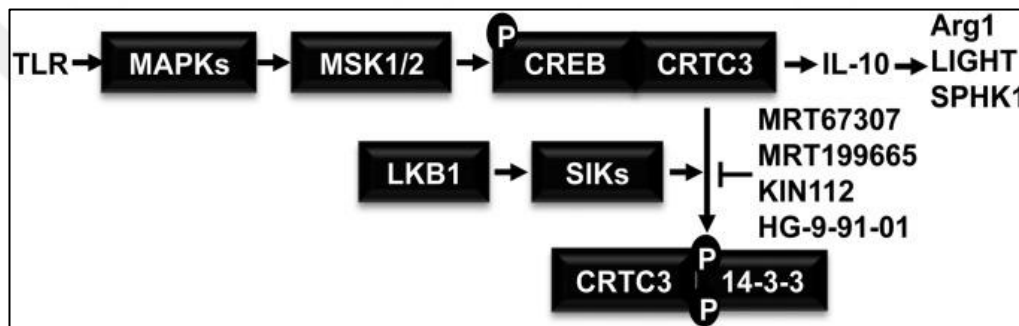 TLR MAPKs MSK1/2 P CREB CRTC3 IL-10 Arg1
LIGHT
SPHK1
MRT67307
MRT199665
KIN112
HG-9-91-01
LKB1 SIKs
P
CRTC3 14-3-3
P